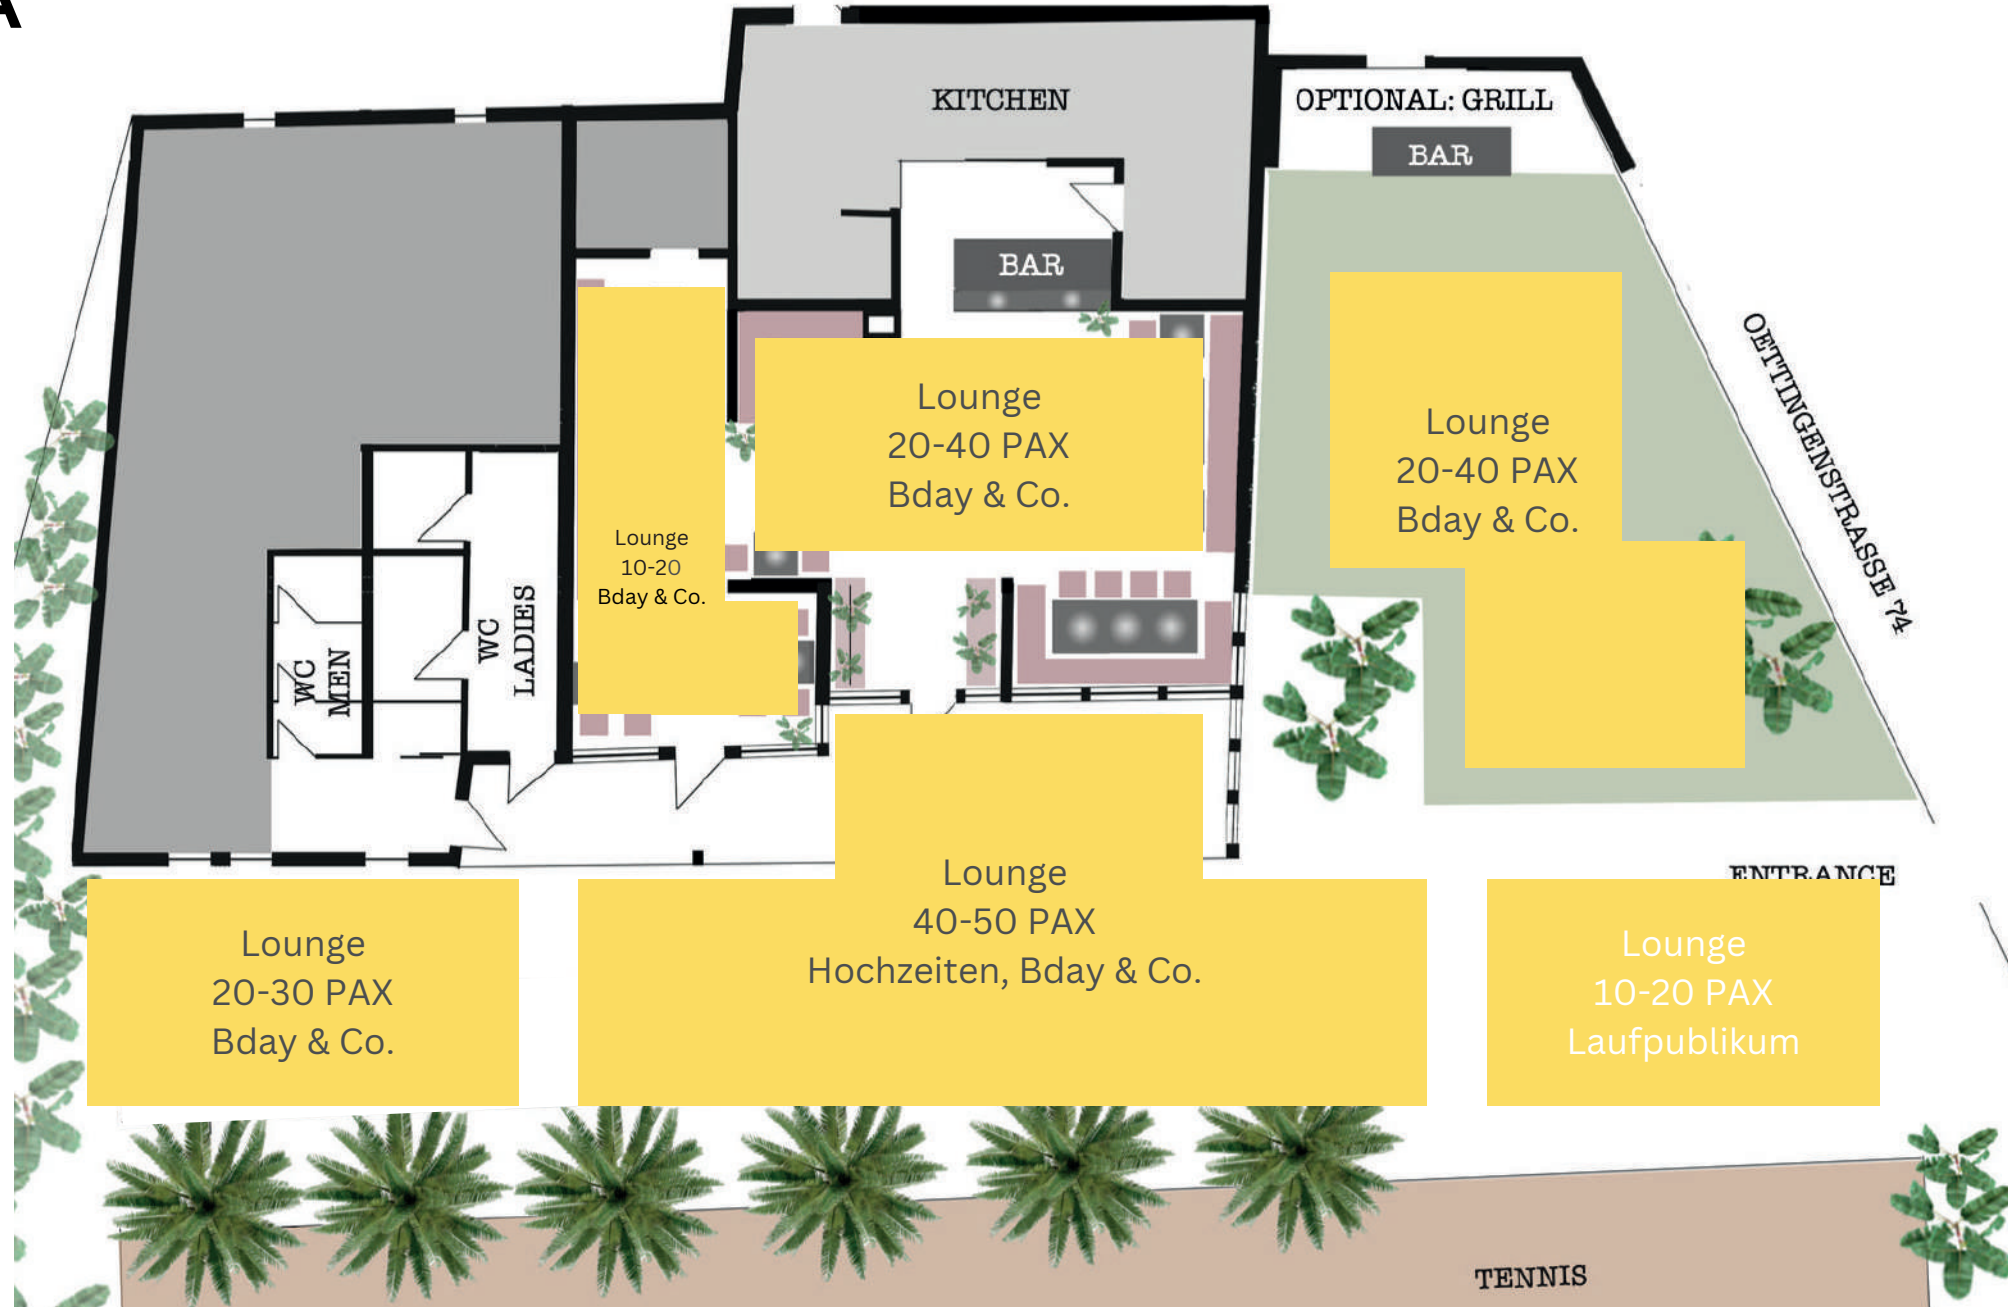 A
KITCHEN
OPTIONAL: GRILL
BAR
BAR
OETTINGENSTRASSE 74
Lounge
20-40 PAX
Bday & Co.
Lounge
20-40 PAX
Bday & Co.
Lounge
10-20
Bday & Co.
WC
LADIES
WC
MEN
ENTRANCE
Lounge
20-30 PAX
Bday & Co.
Lounge
40-50 PAX
Hochzeiten, Bday & Co.
Lounge
10-20 PAX
Laufpublikum
TENNIS